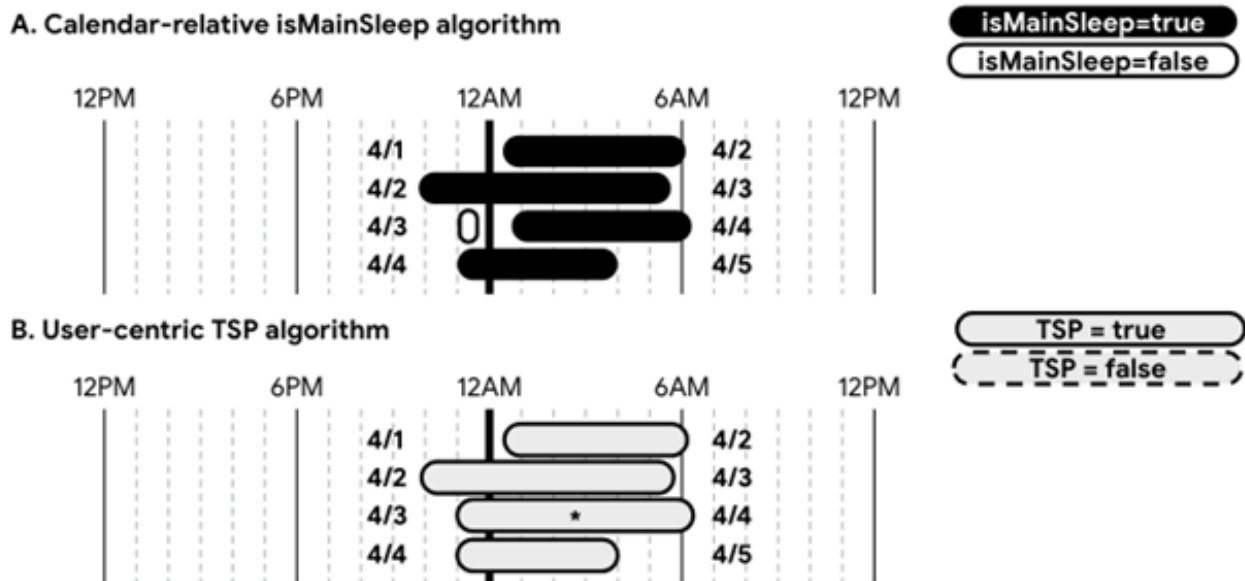 A. Calendar-relative isMainSleep algorithm
isMainSleep=true
isMainSleep=false
12PM 6PM 12AM 6AM 12PM
4/1 4/2
4/2 4/3
4/3 4/4
4/4 4/5
B. User-centric TSP algorithm
TSP = true
TSP = false
12PM 6PM 12AM 6AM 12PM
4/1 4/2
4/2 4/3
4/3 * 4/4
4/4 4/5